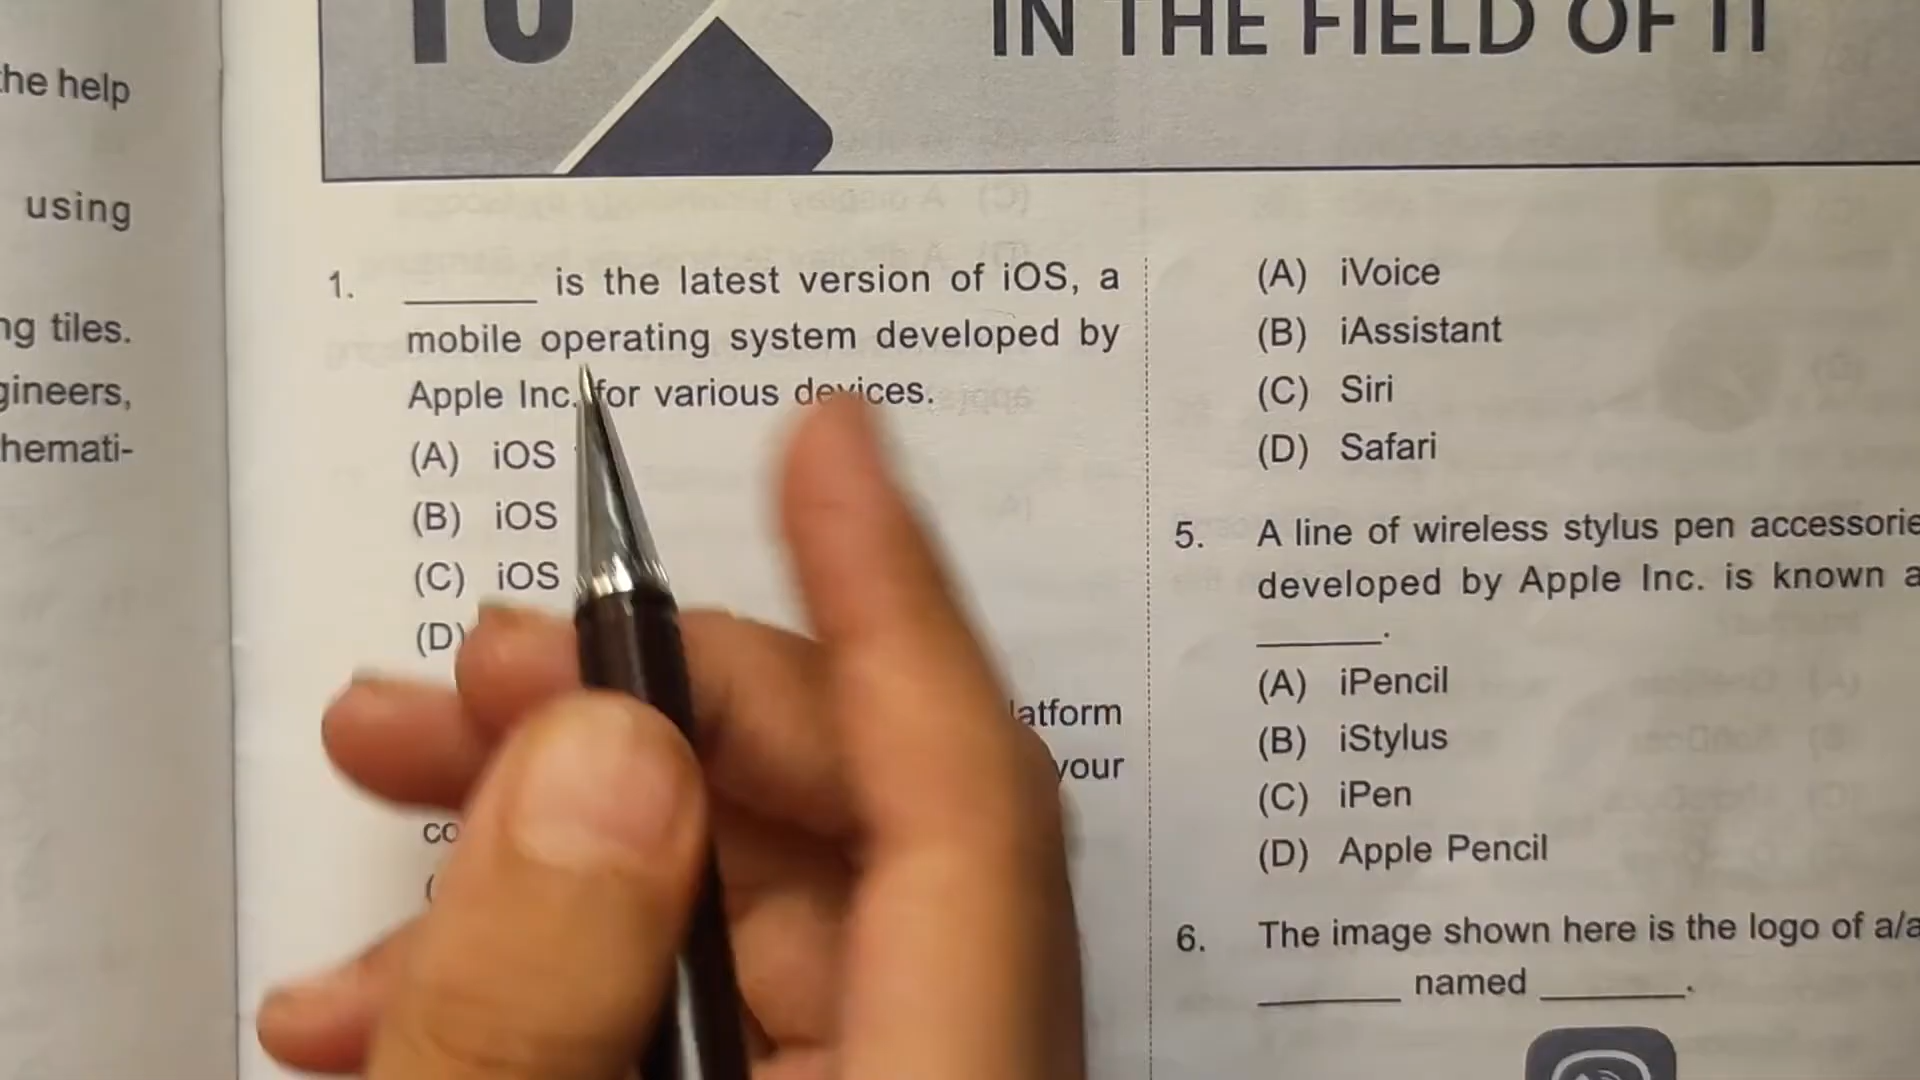 the help
using
ng tiles.
gineers,
hemati-
10
IN THE FIELD OF IT
1. ______ is the latest version of iOS, a
mobile operating system developed by
Apple Inc. for various devices.
(A) iOS
(B) iOS
(C) iOS
(D)
latform
your
co
(
(A) iVoice
(B) iAssistant
(C) Siri
(D) Safari
5. A line of wireless stylus pen accessorie
developed by Apple Inc. is known a
______.
(A) iPencil
(B) iStylus
(C) iPen
(D) Apple Pencil
6. The image shown here is the logo of a/a
______ named ______.